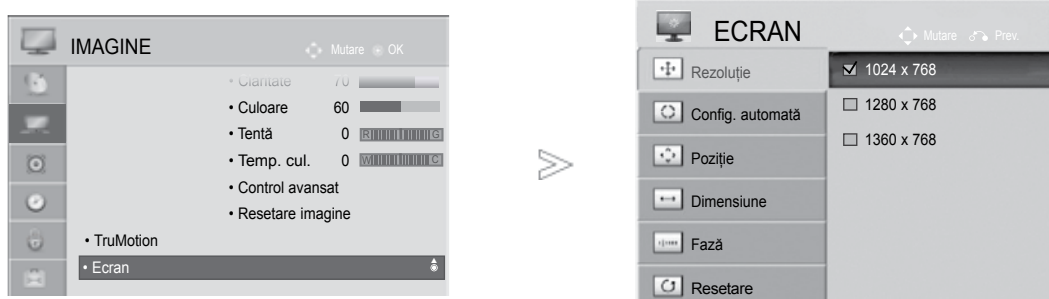 IMAGINE
Mutare OK
• Claritate 70
• Culoare 60
• Tentă 0 R G
• Temp. cul. 0 W C
• Control avansat
• Resetare imagine
• TruMotion
• Ecran
ECRAN
Mutare Prev.
Rezoluție
Config. automată
Poziție
Dimensiune
Fază
Resetare
1024 x 768
1280 x 768
1360 x 768